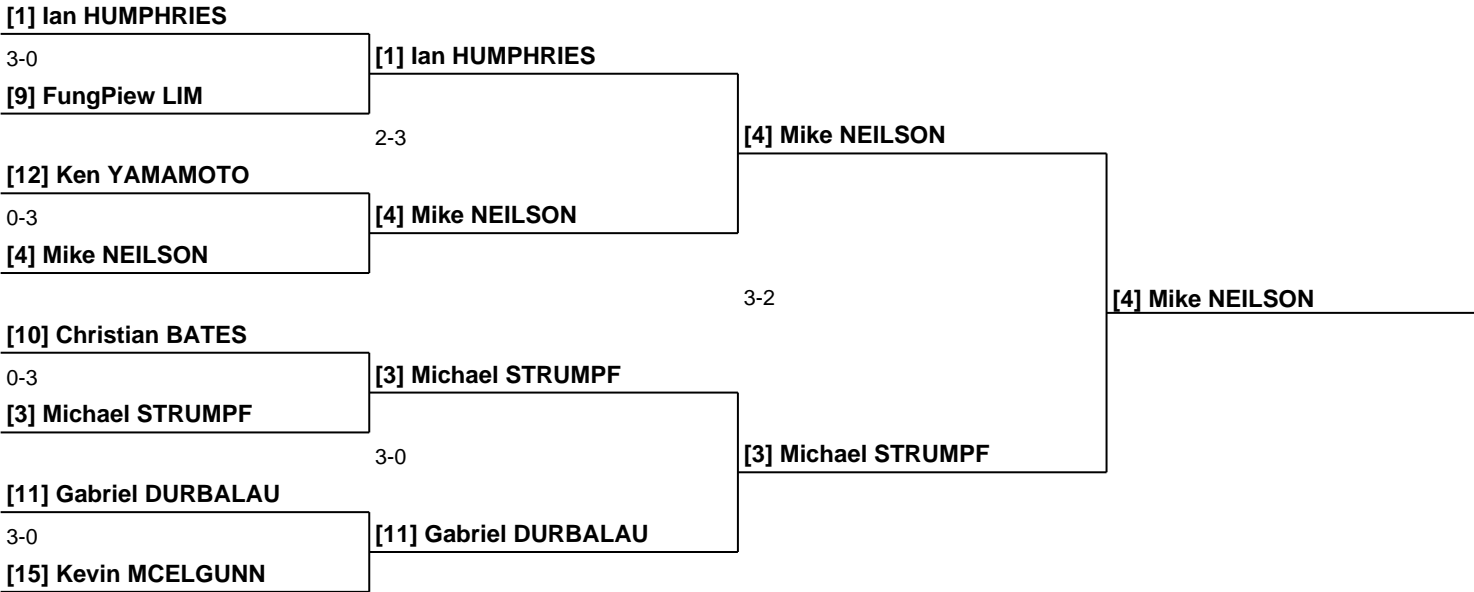 [1] Ian HUMPHRIES
3-0
[1] Ian HUMPHRIES
[9] FungPiew LIM
2-3
[4] Mike NEILSON
[12] Ken YAMAMOTO
0-3
[4] Mike NEILSON
[4] Mike NEILSON
3-2
[4] Mike NEILSON
[10] Christian BATES
0-3
[3] Michael STRUMPF
[3] Michael STRUMPF
3-0
[3] Michael STRUMPF
[11] Gabriel DURBALAU
3-0
[11] Gabriel DURBALAU
[15] Kevin MCELGUNN